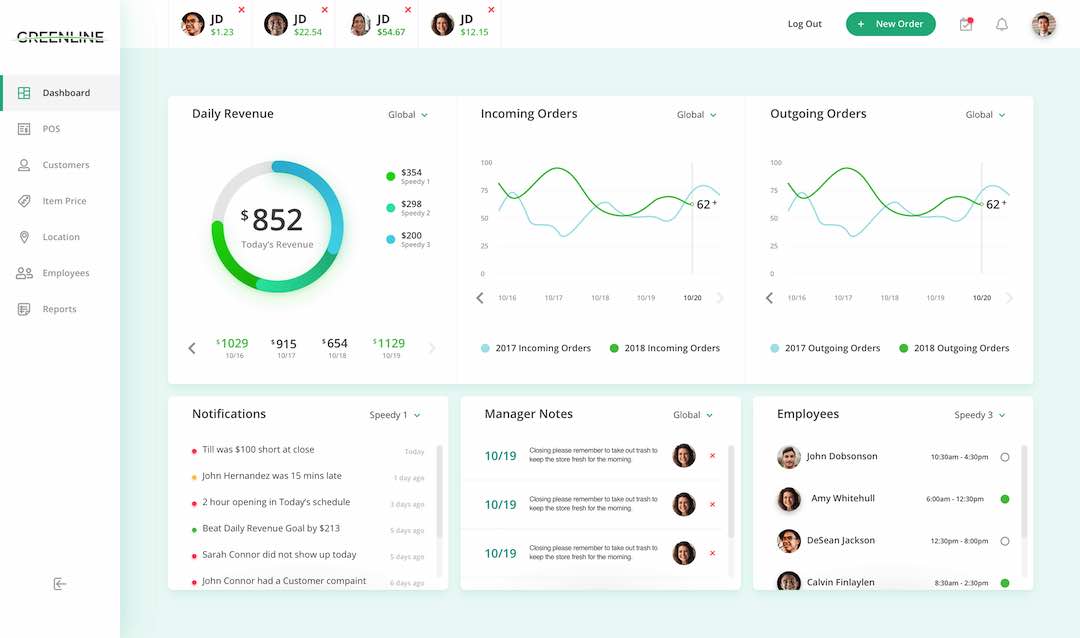 GREENLINE
Dashboard
POS
Customers
Item Price
Location
Employees
Reports
JD
$1.23
JD
$22.54
JD
$54.67
JD
$12.15
Log Out
+ New Order
Daily Revenue
Global
$852
Today's Revenue
$354
Speedy 1
$298
Speedy 2
$200
Speedy 3
$1029
10/16
$915
10/17
$654
10/18
$1129
10/19
Incoming Orders
Global
100
75
50
25
0
62+
10/16 10/17 10/18 10/19 10/20
2017 Incoming Orders 2018 Incoming Orders
Outgoing Orders
Global
100
75
50
25
0
62+
10/16 10/17 10/18 10/19 10/20
2017 Outgoing Orders 2018 Outgoing Orders
Notifications
Speedy 1
Till was $100 short at close Today
John Hernandez was 15 mins late 1 day ago
2 hour opening in Today's schedule 3 days ago
Beat Daily Revenue Goal by $213 5 days ago
Sarah Connor did not show up today 5 days ago
John Connor had a Customer compaint 6 days ago
Manager Notes
Global
10/19
Closing please remember to take out trash to
keep the store fresh for the morning.
10/19
Closing please remember to take out trash to
keep the store fresh for the morning.
10/19
Closing please remember to take out trash to
keep the store fresh for the morning.
Employees
Speedy 3
John Dobsonson 10:30am - 4:30pm
Amy Whitehull 6:00am - 12:30pm
DeSean Jackson 12:30pm - 8:00pm
Calvin Finlaylen 8:30am - 2:30pm